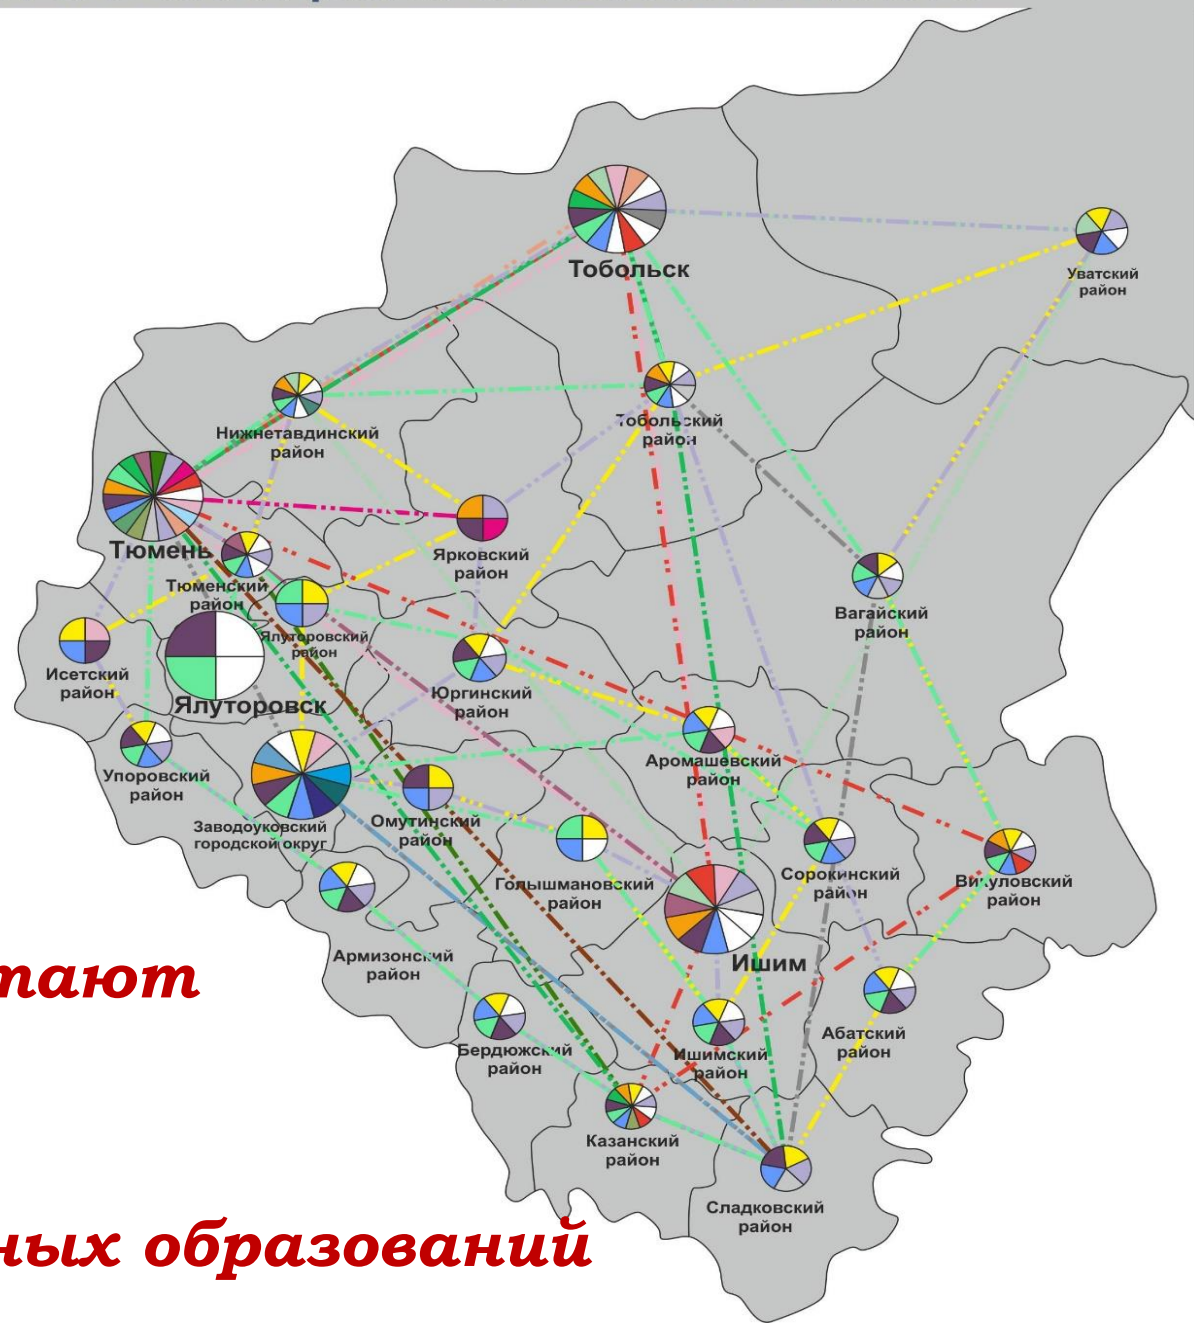 Тобольск
Уватский
район
Нижнетавдинский
район
Тобольский
район
Тюмень
Ярковский
район
Тюменский
район
Вагайский
район
Ялуторовский
район
Исетский
район
Юргинский
район
Ялуторовск
Аромашевский
район
Упоровский
район
Заводоуковский
городской округ
Омутинский
район
Голышмановский
район
Сорокинский
район
Викуловский
район
Армизонский
район
Ишим
тают
Абатский
район
Бердюжский
район
Ишимский
район
Казанский
район
Сладковский
район
ных образований